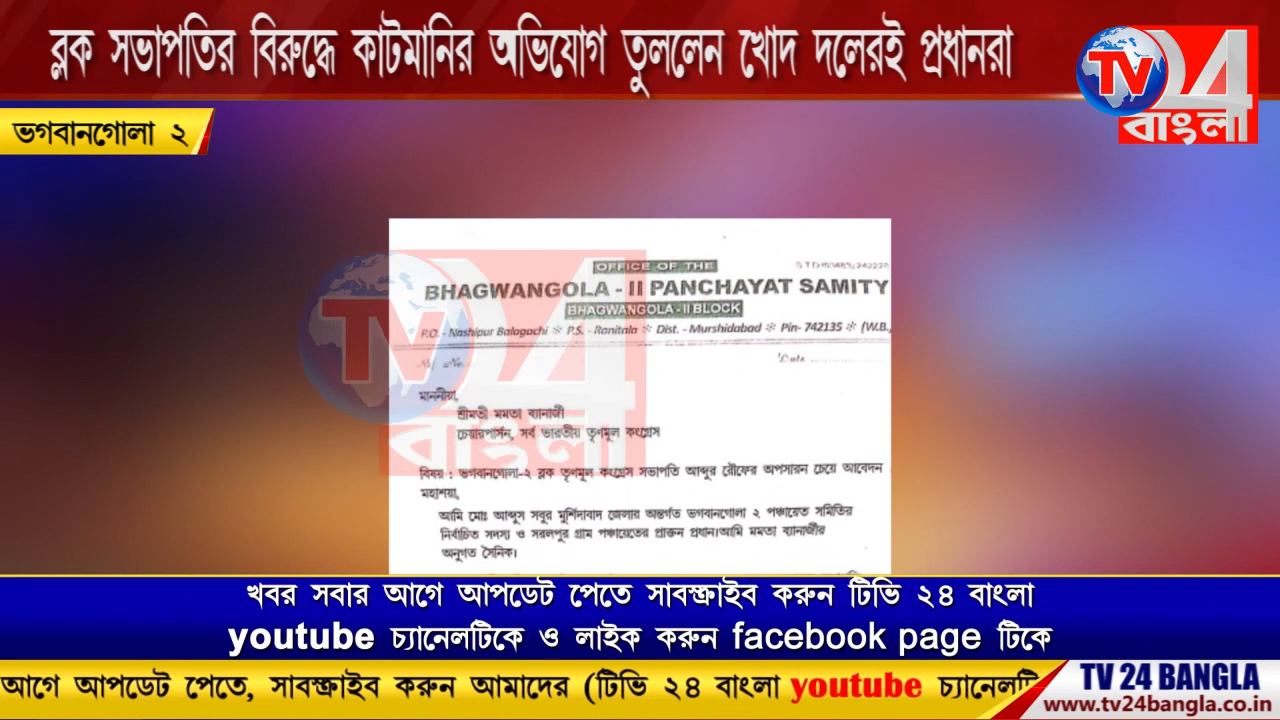 ব্লক সভাপতির বিরুদ্ধে কাটমানির অভিযোগ তুললেন খোদ দলেরই প্রধানরা
TV 24
বাংলা
ভগবানগোলা ২
OFFICE OF THE
BHAGWANGOLA - II PANCHAYAT SAMITY
BHAGWANGOLA - II BLOCK
P.O. - Nashipur Balagachi ❊ P.S. - Ranitala ❊ Dist. - Murshidabad ❊ Pin- 742135 ❊ (W.B.
Date
মাননীয়া,
শ্রীমতী মমতা ব্যানার্জী
চেয়ারপার্সন, সর্ব ভারতীয় তৃণমূল কংগ্রেস
বিষয় : ভগবানগোলা-২ ব্লক তৃণমূল কংগ্রেস সভাপতি আব্দুর রৌফের অপসারন চেয়ে আবেদন
মহাশয়া,
আমি মোঃ আব্দুস সবুর মুর্শিদাবাদ জেলার অন্তর্গত ভগবানগোলা ২ পঞ্চায়েত সমিতির
নির্বাচিত সদস্য ও সরলপুর গ্রাম পঞ্চায়েতের প্রাক্তন প্রধান।আমি মমতা ব্যানার্জীর
অনুগত সৈনিক।
TV 24
বাংলা
খবর সবার আগে আপডেট পেতে সাবস্ক্রাইব করুন টিভি ২৪ বাংলা
youtube চ্যানেলটিকে ও লাইক করুন facebook page টিকে
আগে আপডেট পেতে, সাবস্ক্রাইব করুন আমাদের (টিভি ২৪ বাংলা youtube চ্যানেলটি
TV 24 BANGLA
www.tv24bangla.co.in